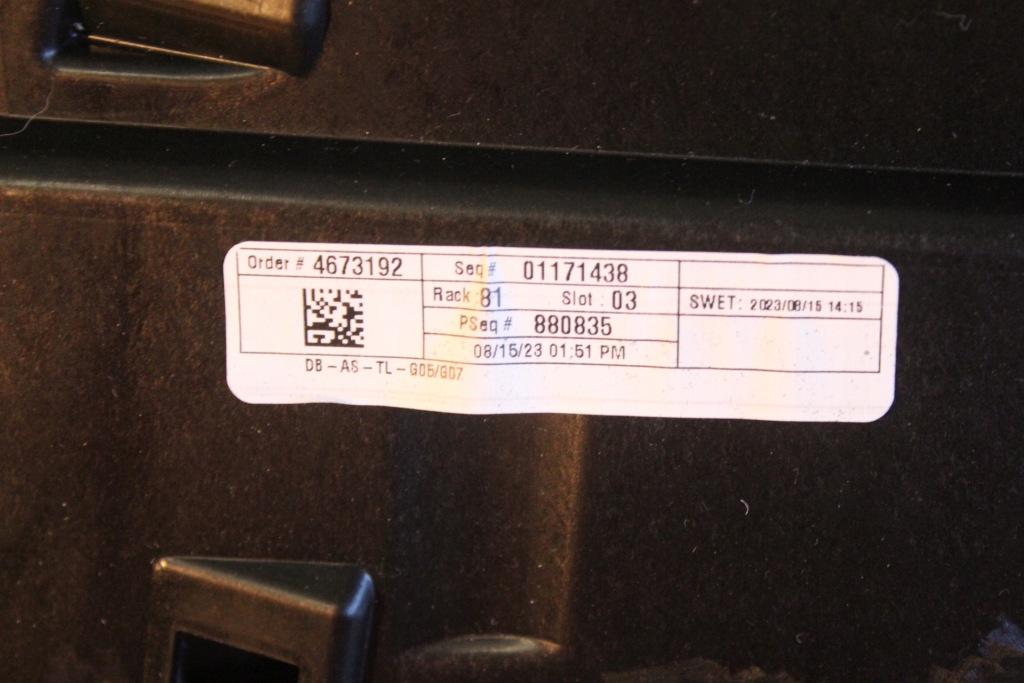 Order # 4673192
Seq# 01171438
Rack : 81 Slot : 03
SWET: 2023/08/15 14:15
PSeq # 880835
08/15/23 01:51 PM
DB-AS-TL-G05/G07